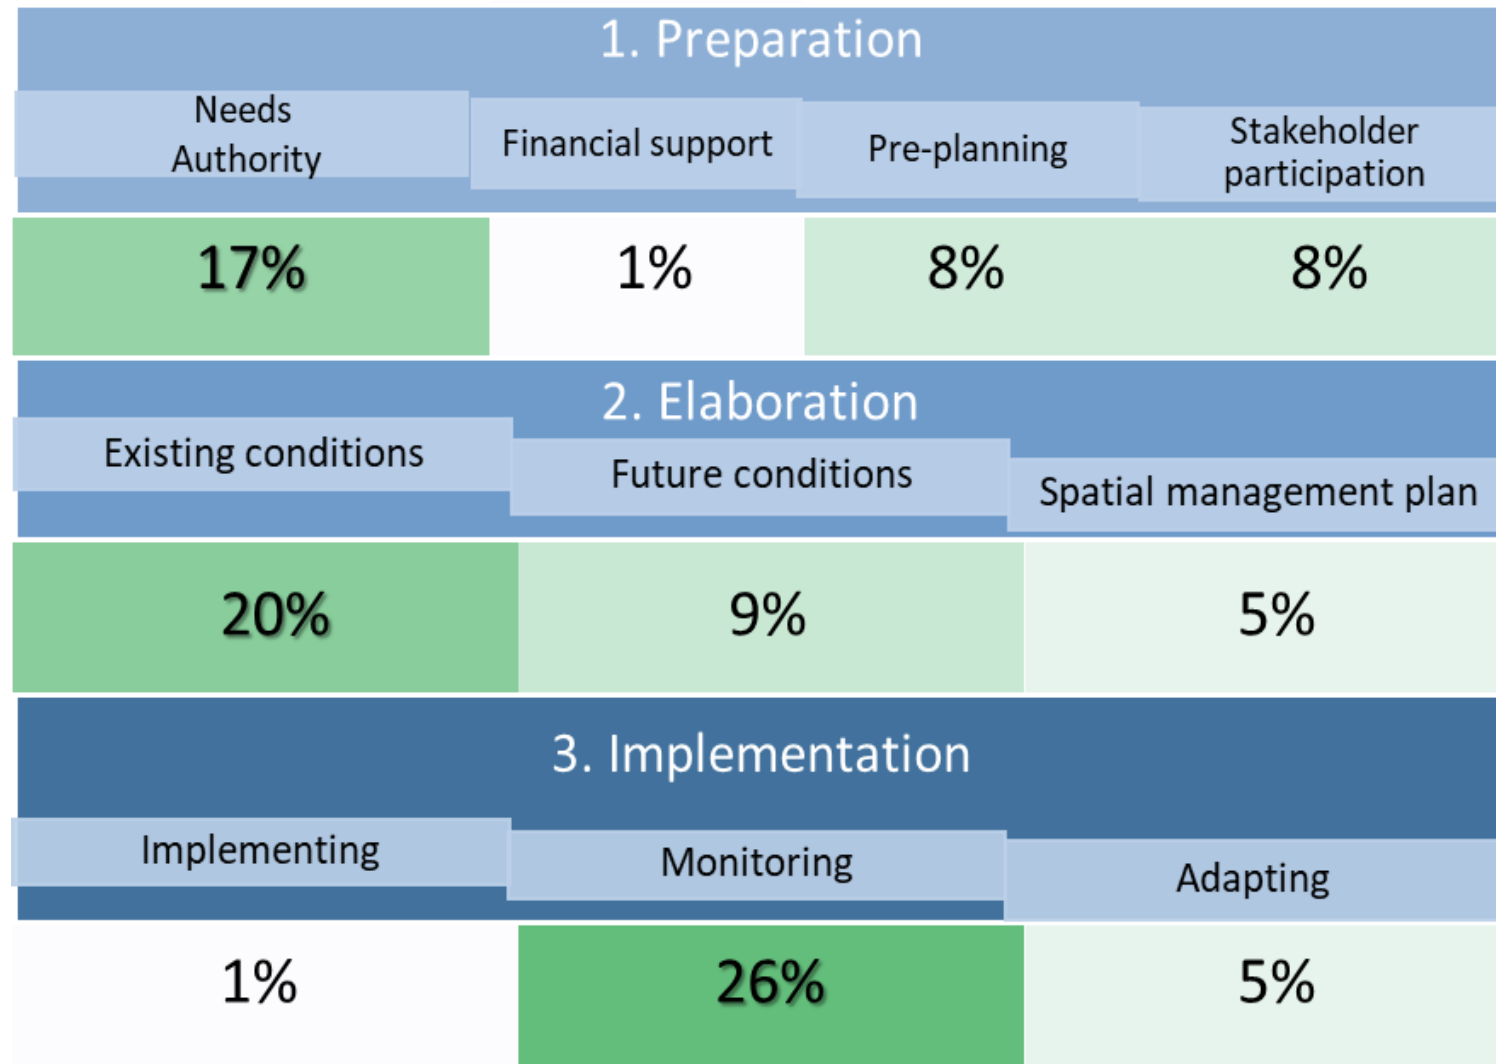 1. Preparation
Needs
Authority
Financial support
Pre-planning
Stakeholder
participation
17%
1%
8%
8%
2. Elaboration
Existing conditions
Future conditions
Spatial management plan
20%
9%
5%
3. Implementation
Implementing
Monitoring
Adapting
1%
26%
5%